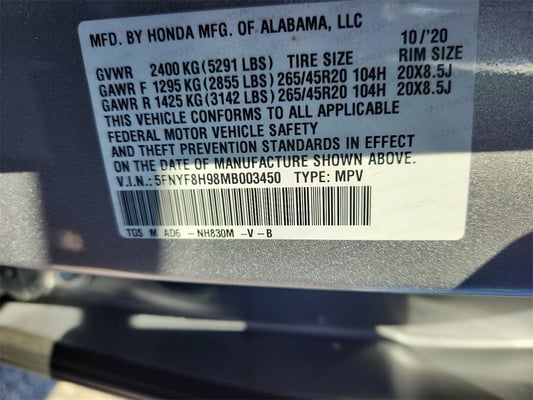 MFD. BY HONDA MFG. OF ALABAMA, LLC
10/'20
GVWR 2400 KG (5291 LBS) TIRE SIZE RIM SIZE
GAWR F 1295 KG (2855 LBS) 265/45R20 104H 20X8.5J
GAWR R 1425 KG (3142 LBS) 265/45R20 104H 20X8.5J
THIS VEHICLE CONFORMS TO ALL APPLICABLE
FEDERAL MOTOR VEHICLE SAFETY
AND THEFT PREVENTION STANDARDS IN EFFECT
ON THE DATE OF MANUFACTURE SHOWN ABOVE.
V.I.N.: 5FNYF8H98MB003450 TYPE: MPV
TGS M AD6 - NH830M -V-B